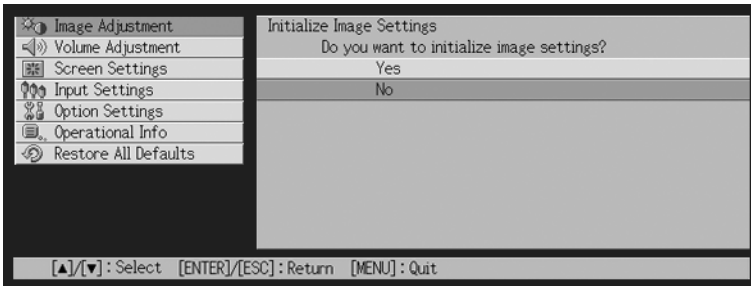 Image Adjustment
Volume Adjustment
Screen Settings
Input Settings
Option Settings
Operational Info
Restore All Defaults
Initialize Image Settings
Do you want to initialize image settings?
Yes
No
[▲]/[▼]:Select [ENTER]/[ESC]:Return [MENU]:Quit